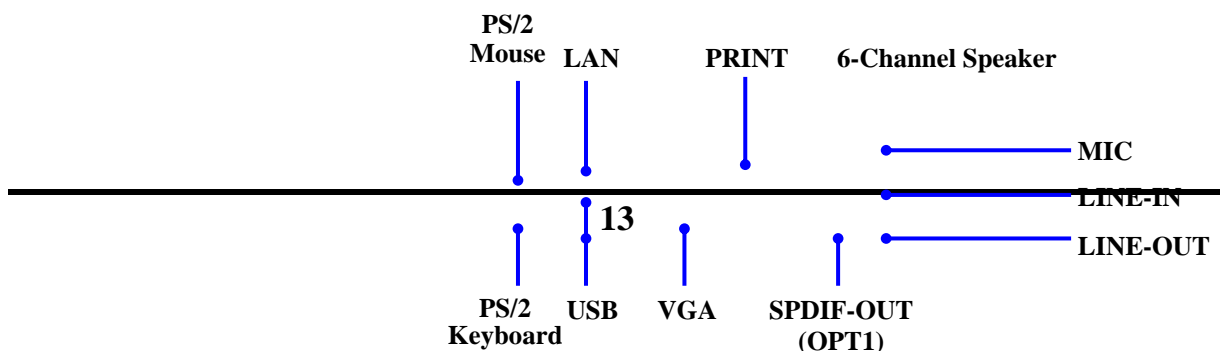 PS/2
Mouse
LAN
PRINT
6-Channel Speaker
MIC
LINE-IN
13
LINE-OUT
PS/2
Keyboard
USB
VGA
SPDIF-OUT
(OPT1)